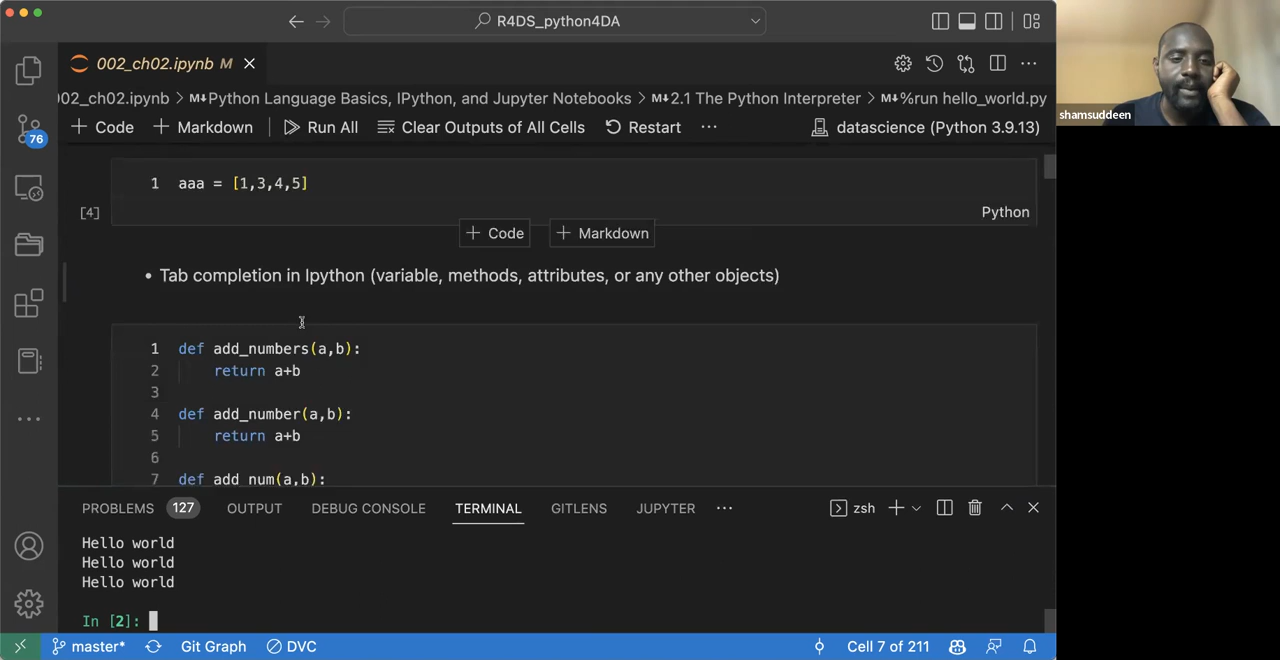 R4DS_python4DA
002_ch02.ipynb M
02_ch02.ipynb > M↓Python Language Basics, IPython, and Jupyter Notebooks > M↓2.1 The Python Interpreter > M↓%run hello_world.py
+ Code + Markdown Run All Clear Outputs of All Cells Restart ... datascience (Python 3.9.13)
1 aaa = [1,3,4,5]
[4] Python
+ Code + Markdown
• Tab completion in Ipython (variable, methods, attributes, or any other objects)
1 def add_numbers(a,b):
2 return a+b
3
4 def add_number(a,b):
5 return a+b
6
7 def add_num(a,b):
PROBLEMS 127 OUTPUT DEBUG CONSOLE TERMINAL GITLENS JUPYTER ... zsh
Hello world
Hello world
Hello world
In [2]:
master* Git Graph DVC Cell 7 of 211
76
shamsuddeen